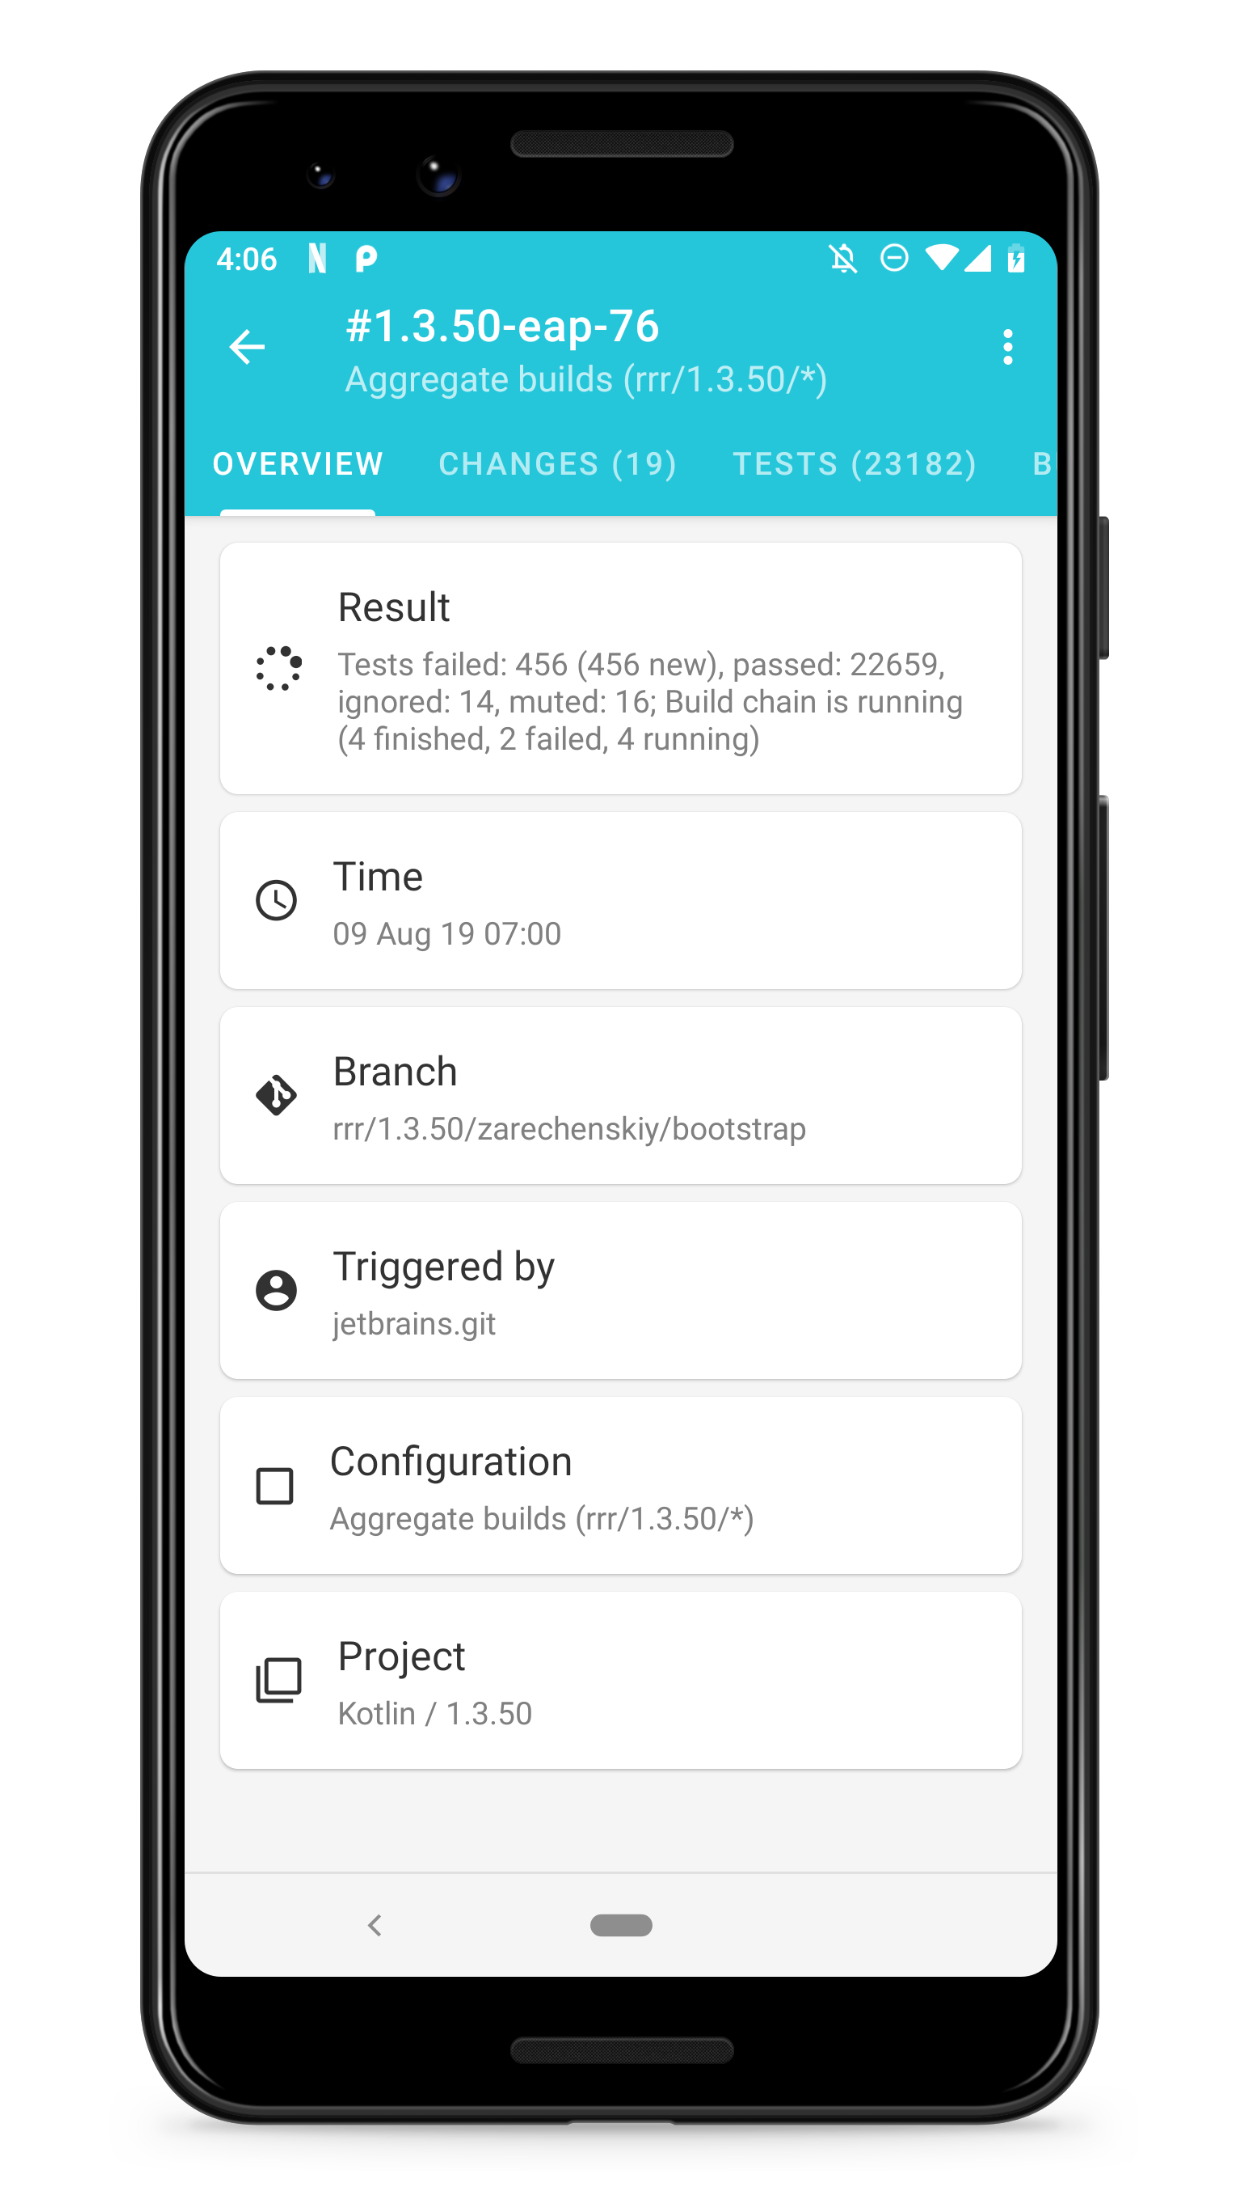 4:06
#1.3.50-eap-76
Aggregate builds (rrr/1.3.50/*)
OVERVIEW CHANGES (19) TESTS (23182) B
Result
Tests failed: 456 (456 new), passed: 22659,
ignored: 14, muted: 16; Build chain is running
(4 finished, 2 failed, 4 running)
Time
09 Aug 19 07:00
Branch
rrr/1.3.50/zarechenskiy/bootstrap
Triggered by
jetbrains.git
Configuration
Aggregate builds (rrr/1.3.50/*)
Project
Kotlin / 1.3.50